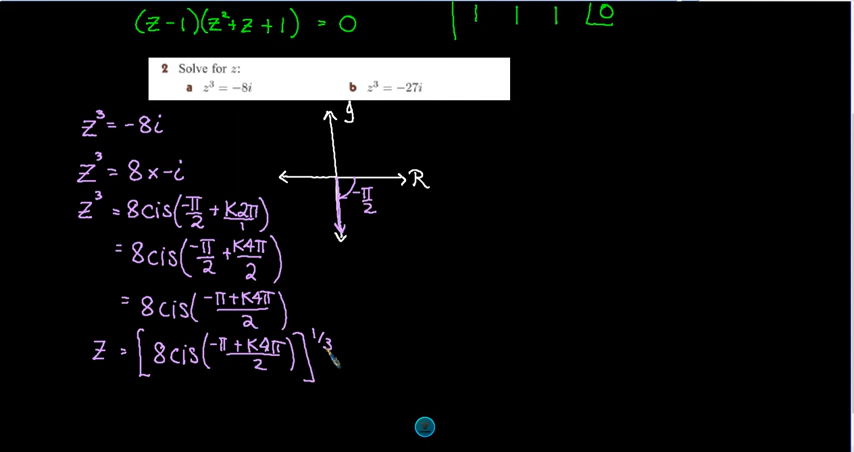 (z-1)(z²+z+1) = 0
1 1 1 0
2 Solve for z:
a z³ = -8i b z³ = -27i
y
R
-π/2
z³ = -8i
z³ = 8 x -i
z³ = 8cis(-π/2 + K2π/1)
= 8cis(-π/2 + K4π/2)
= 8cis(-π+K4π/2)
z = [8cis(-π+K4π/2)]^1/3